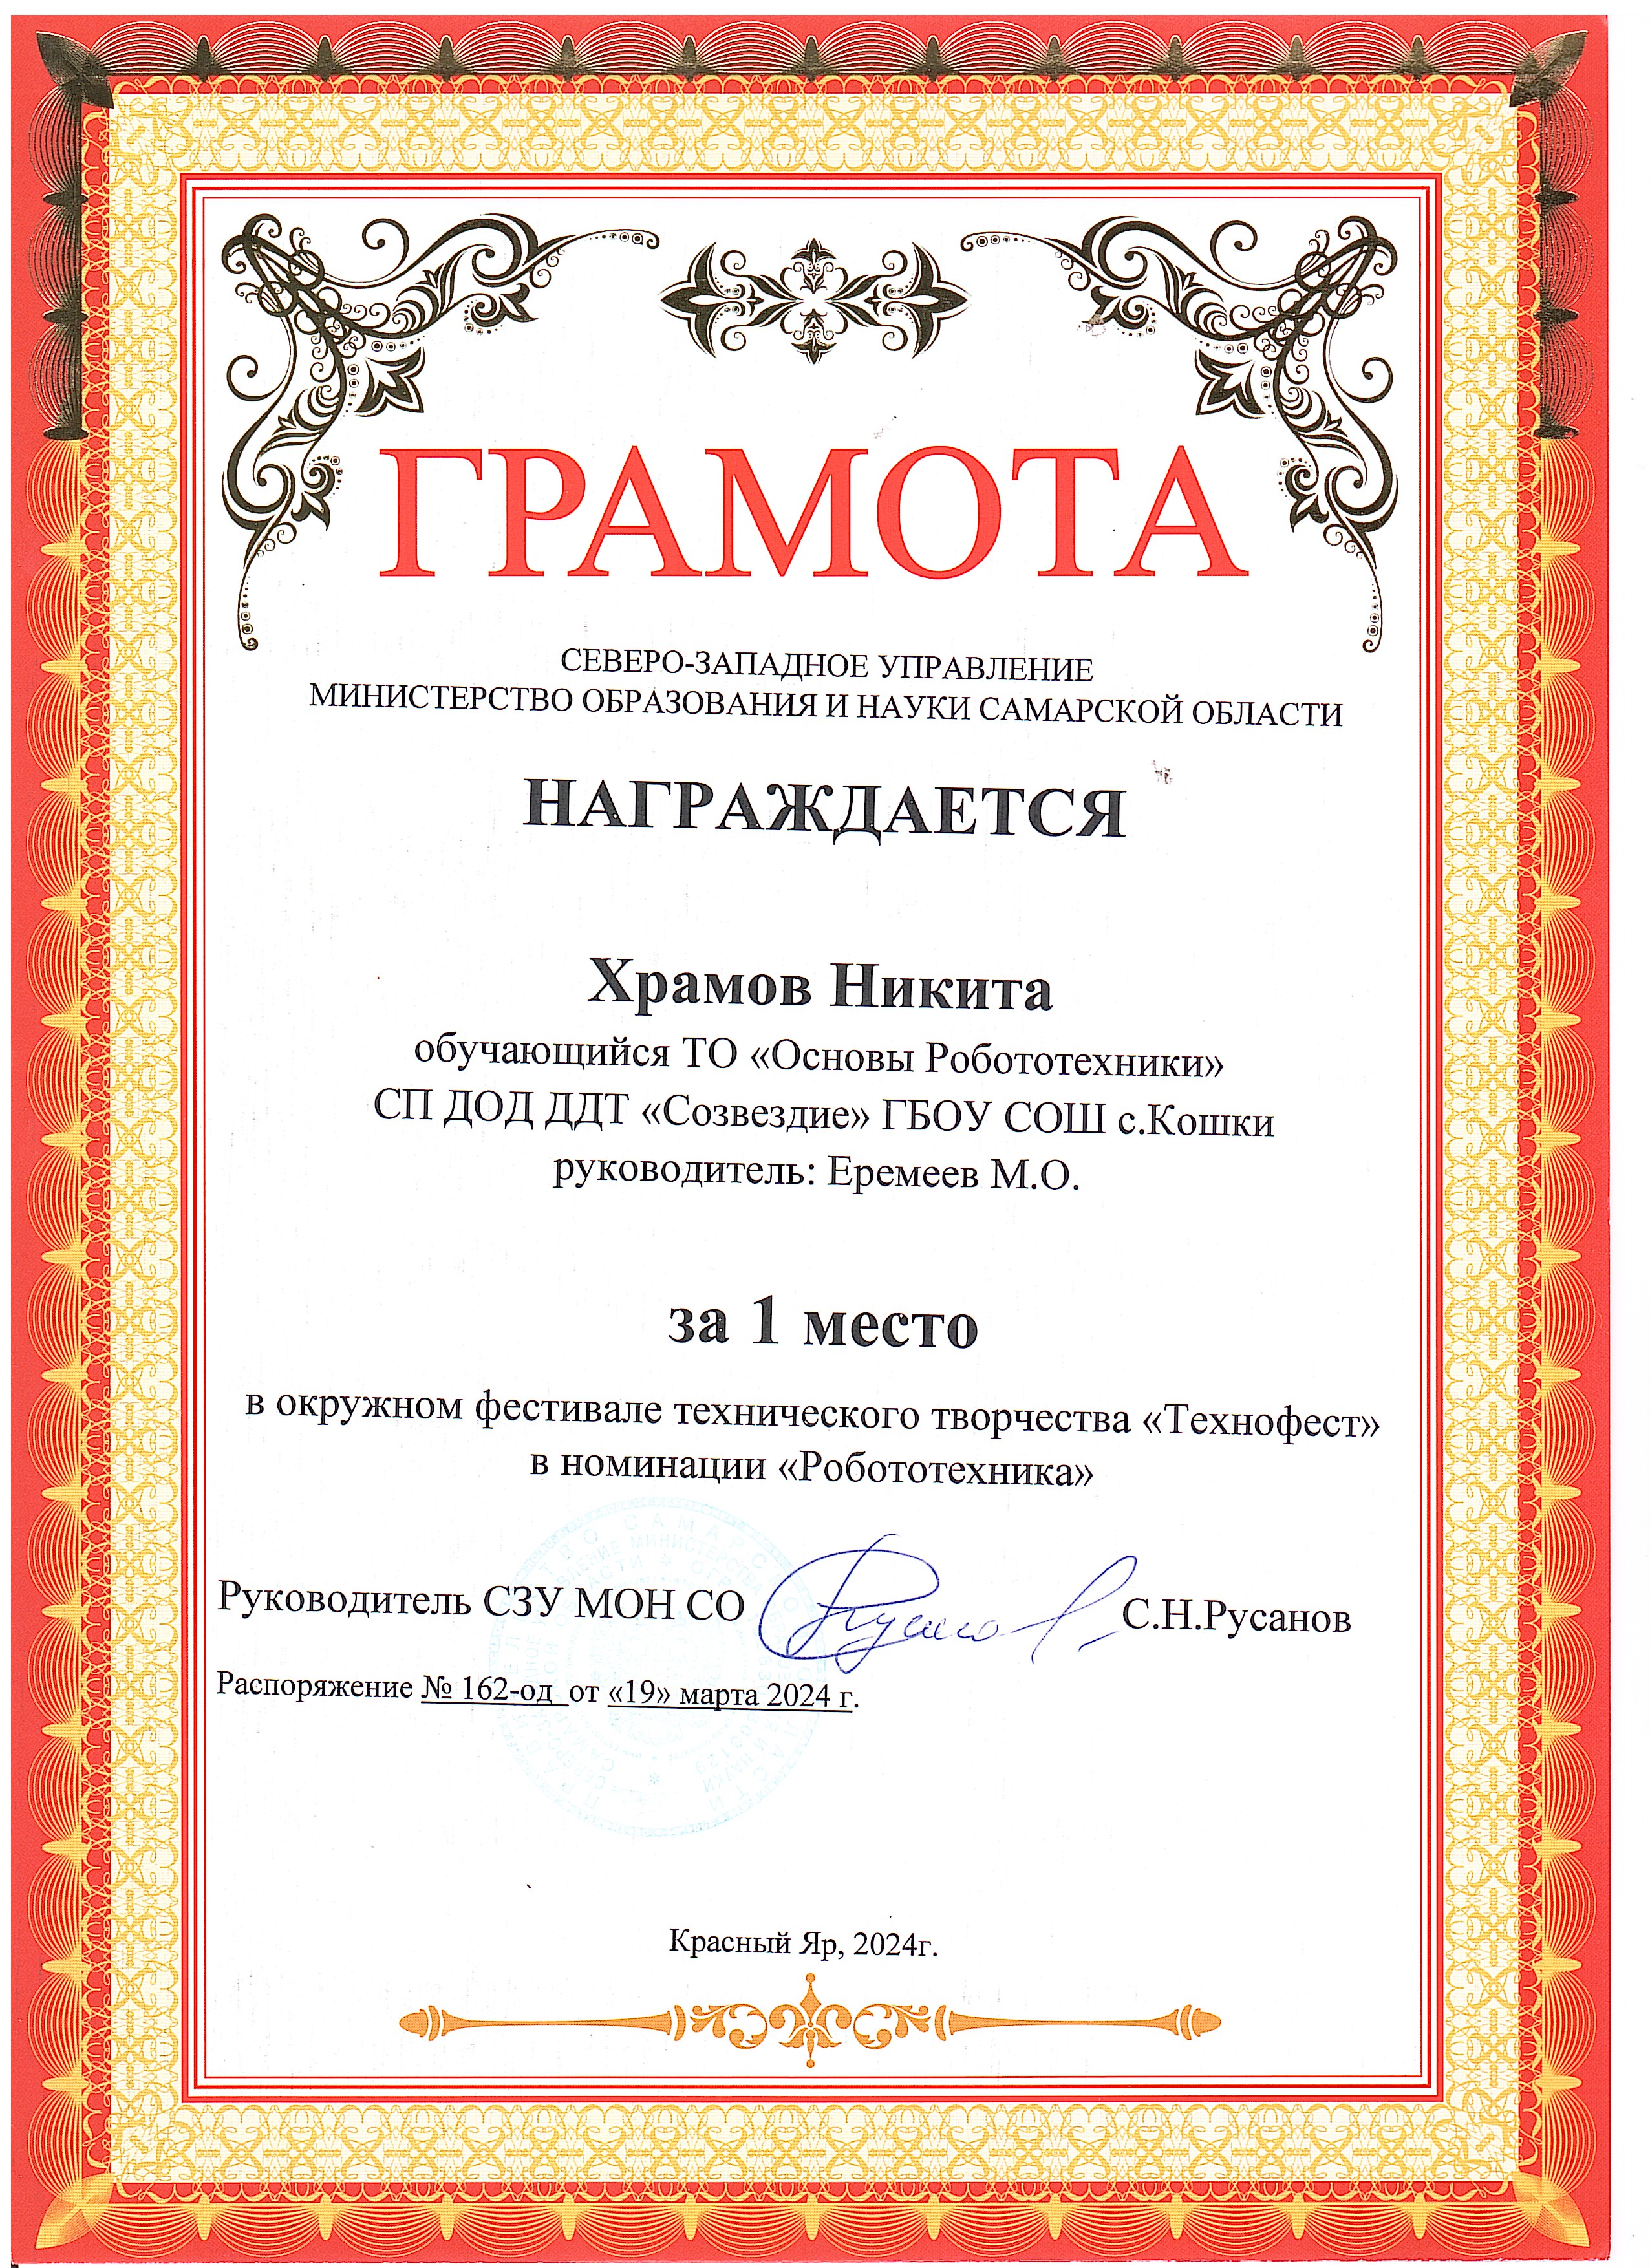 ГРАМОТА
СЕВЕРО-ЗАПАДНОЕ УПРАВЛЕНИЕ
МИНИСТЕРСТВО ОБРАЗОВАНИЯ И НАУКИ САМАРСКОЙ ОБЛАСТИ
НАГРАЖДАЕТСЯ
Храмов Никита
обучающийся ТО «Основы Робототехники»
СП ДОД ДДТ «Созвездие» ГБОУ СОШ с.Кошки
руководитель: Еремеев М.О.
за 1 место
в окружном фестивале технического творчества «Технофест»
в номинации «Робототехника»
Руководитель СЗУ МОН СО С.Н.Русанов
Распоряжение № 162-од от «19» марта 2024 г.
Красный Яр, 2024г.